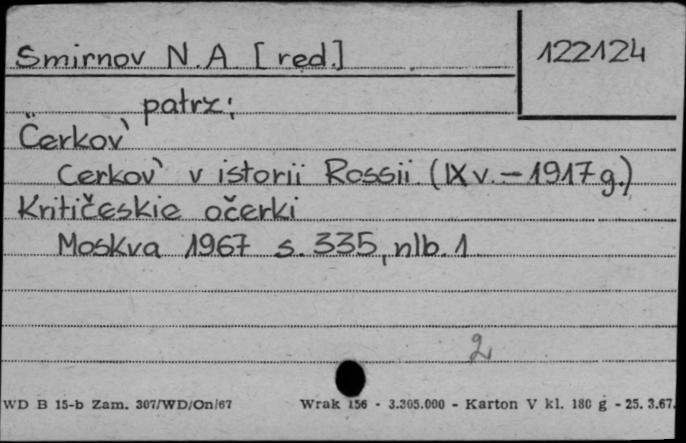 Smirnov N.A [red.]
122124
patrz:
Čerkov'
Cerkov' v istorii Rossii. (IX v. – 1917 g.)
Kritičeskie očerki
Moskva 1967 s. 335, nlb. 1
2
WD B 15-b Zam. 307/WD/On/67 Wrak 156 - 3.305.000 - Karton V kl. 180 g - 25. 3.67.